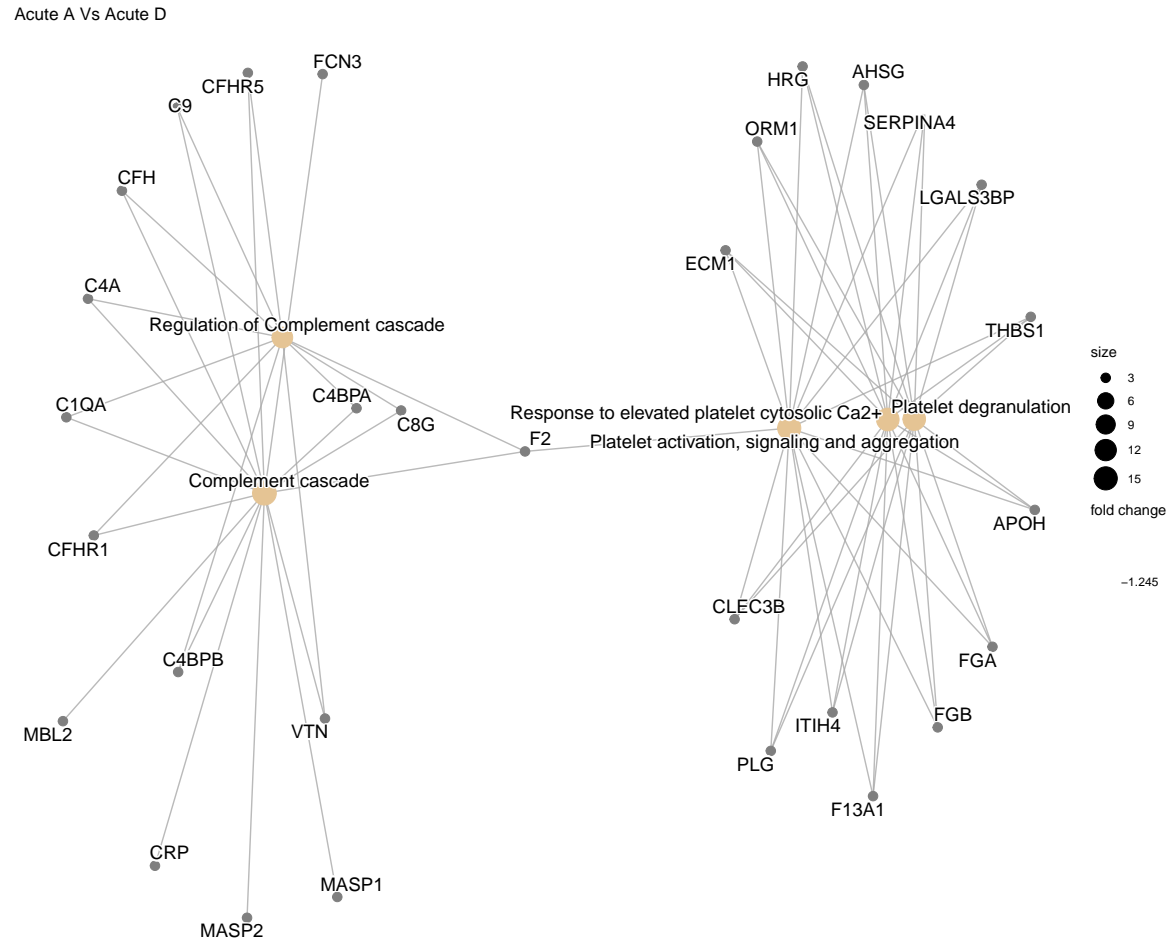 Acute A Vs Acute D
FCN3
CFHR5
C9
HRG
AHSG
ORM1
SERPINA4
CFH
LGALS3BP
ECM1
C4A
Regulation of Complement cascade
THBS1
size
3
6
9
12
15
fold change
−1.245
C4BPA
C1QA
C8G
Response to elevated platelet cytosolic Ca2+
Platelet degranulation
F2
Platelet activation, signaling and aggregation
Complement cascade
APOH
CFHR1
CLEC3B
C4BPB
FGA
MBL2
VTN
ITIH4
FGB
PLG
F13A1
CRP
MASP1
MASP2